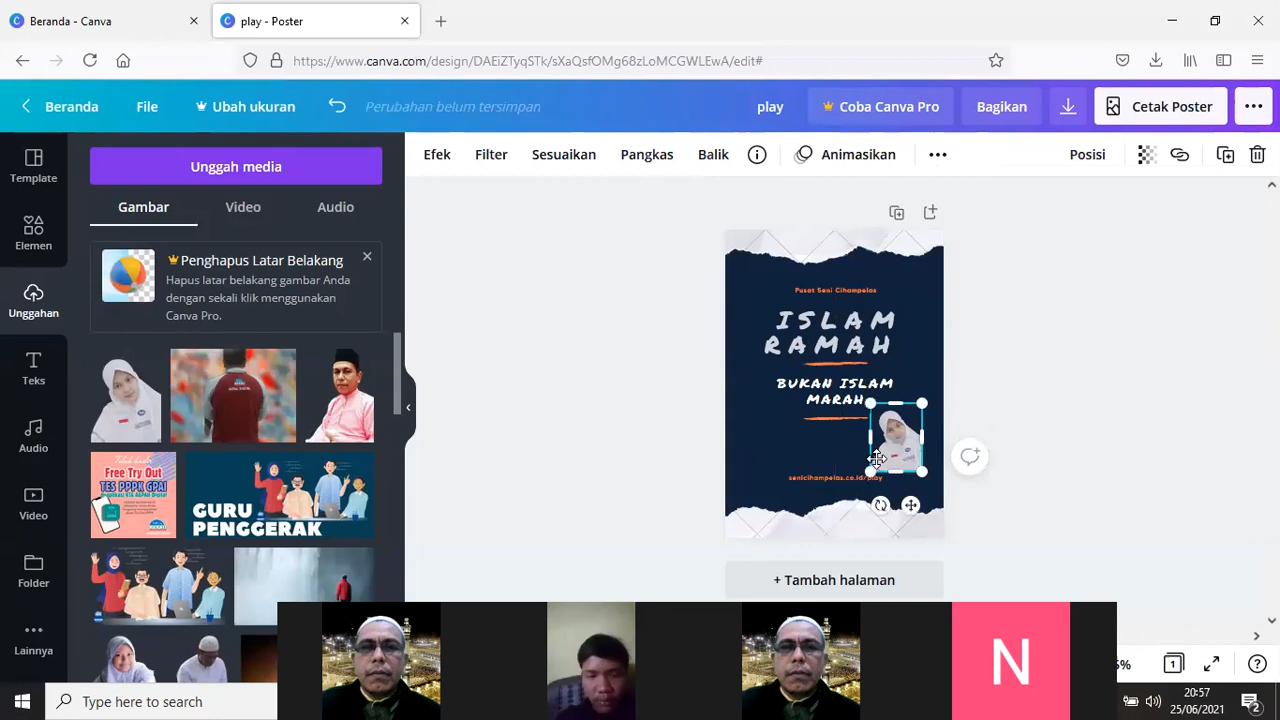 Beranda - Canva
play - Poster
https://www.canva.com/design/DAEiZTyqSTk/sXaQsfOMg68zLoMCGWLEwA/edit#
Beranda
File
Ubah ukuran
Perubahan belum tersimpan
play
Coba Canva Pro
Bagikan
Cetak Poster
Template
Elemen
Unggahan
Teks
Audio
Video
Folder
Lainnya
Unggah media
Gambar
Video
Audio
Penghapus Latar Belakang
Hapus latar belakang gambar Anda
dengan sekali klik menggunakan
Canva Pro.
Free Try Out
TES PPPK GPAI
GURU
PENGGERAK
Efek
Filter
Sesuaikan
Pangkas
Balik
Animasikan
Posisi
Pusat Seni Cihampelas
ISLAM
RAMAH
BUKAN ISLAM
MARAH
senicihampelas.co.id/play
+ Tambah halaman
N
1
Type here to search
20:57
25/06/2021
2